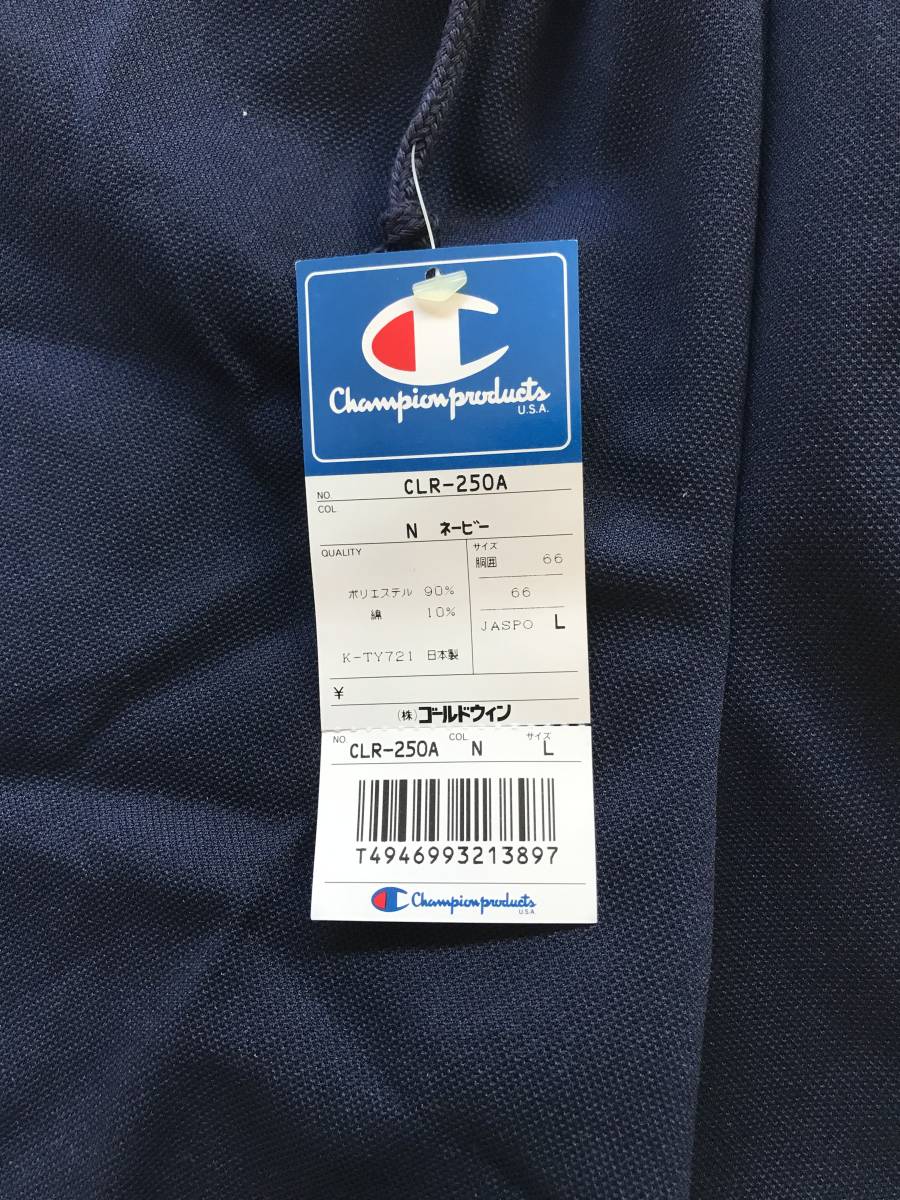 Championproducts
U.S.A.
NO. CLR-250A
COL
N ネービー
QUALITY
ポリエステル 90%
綿 10%
K-TY721 日本製
サイズ
胴囲 66
66
JASPO L
¥
(株)ゴールドウィン
NO. CLR-250A COL N サイズ L
T4946993213897
Championproducts
U.S.A.